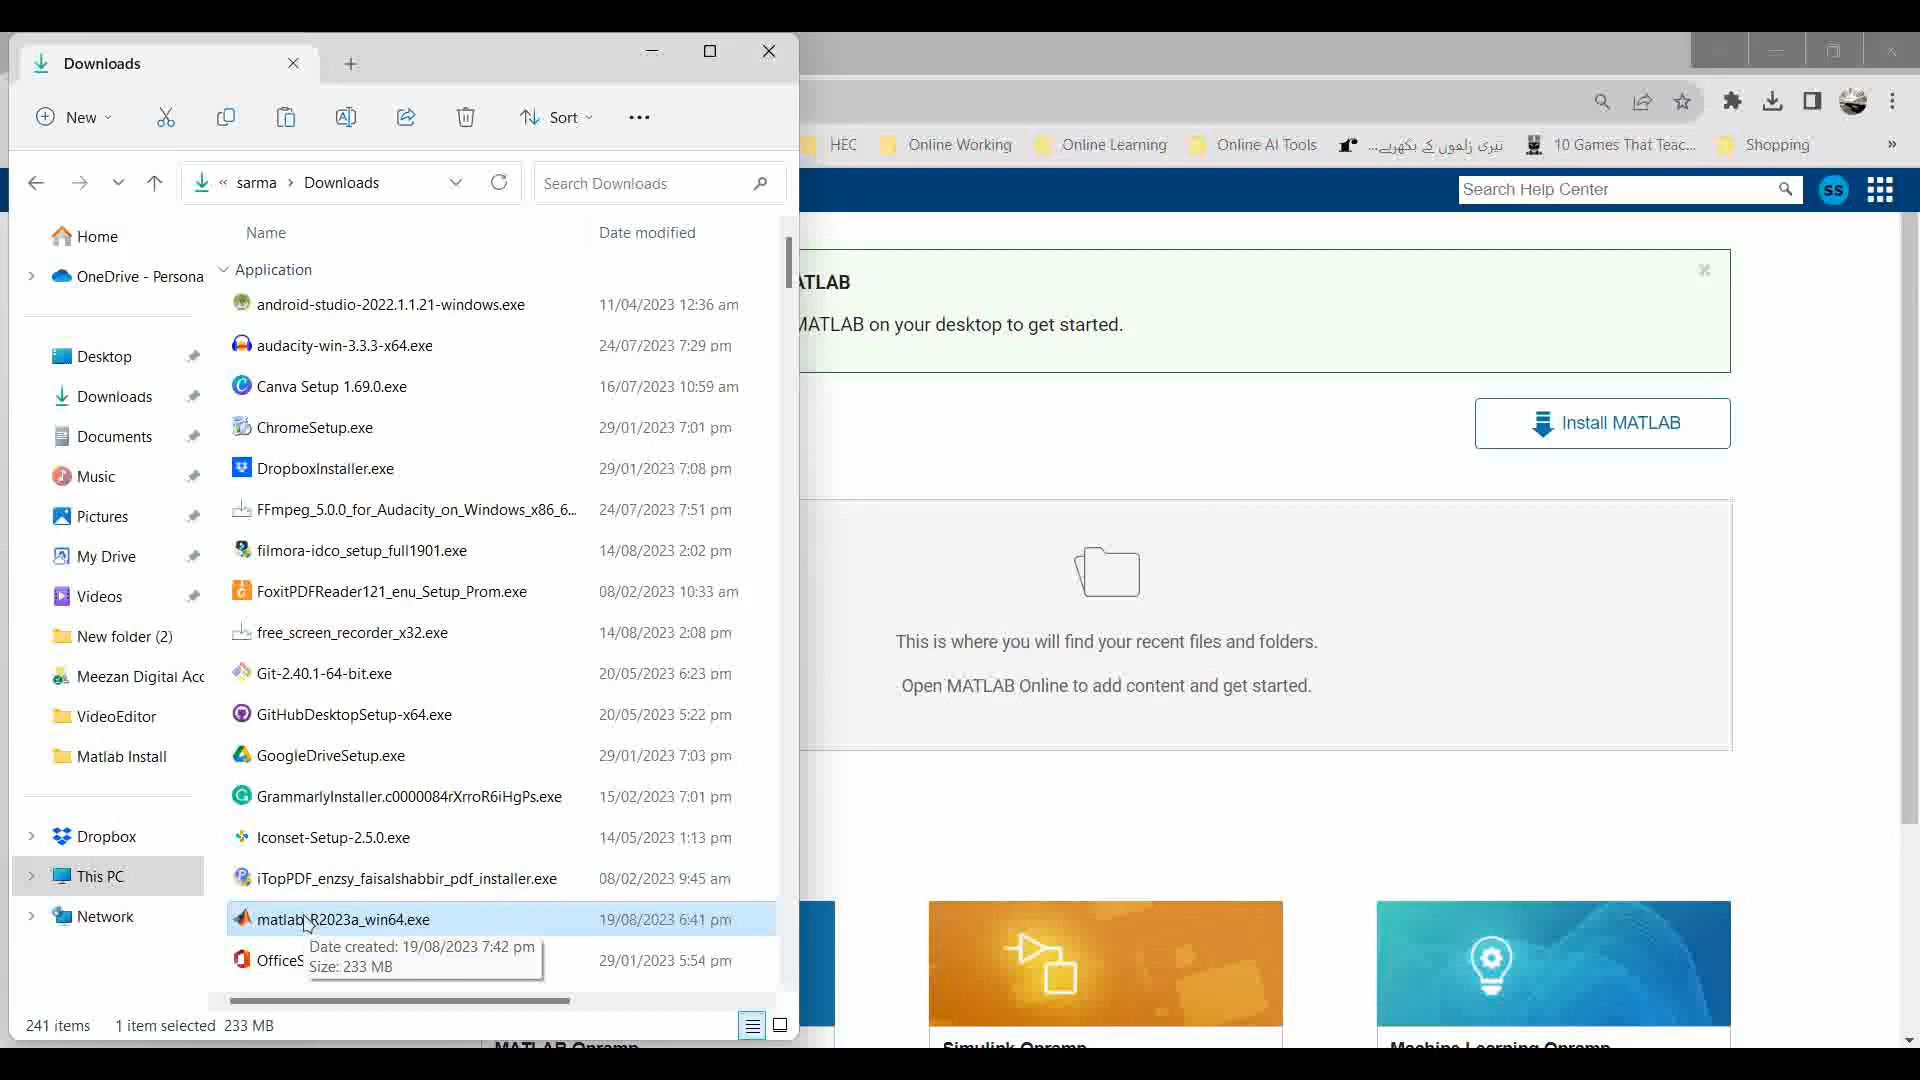 Downloads
New
Sort
HEC
Online Working
Online Learning
Online AI Tools
تیری زلفوں کے بکھریے...
10 Games That Teac...
Shopping
»
« sarma > Downloads
Search Downloads
Search Help Center
SS
Home
OneDrive - Persona
Desktop
Downloads
Documents
Music
Pictures
My Drive
Videos
New folder (2)
Meezan Digital Acc
VideoEditor
Matlab Install
Dropbox
This PC
Network
Name Date modified
Application
android-studio-2022.1.1.21-windows.exe 11/04/2023 12:36 am
audacity-win-3.3.3-x64.exe 24/07/2023 7:29 pm
Canva Setup 1.69.0.exe 16/07/2023 10:59 am
ChromeSetup.exe 29/01/2023 7:01 pm
DropboxInstaller.exe 29/01/2023 7:08 pm
FFmpeg_5.0.0_for_Audacity_on_Windows_x86_6... 24/07/2023 7:51 pm
filmora-idco_setup_full1901.exe 14/08/2023 2:02 pm
FoxitPDFReader121_enu_Setup_Prom.exe 08/02/2023 10:33 am
free_screen_recorder_x32.exe 14/08/2023 2:08 pm
Git-2.40.1-64-bit.exe 20/05/2023 6:23 pm
GitHubDesktopSetup-x64.exe 20/05/2023 5:22 pm
GoogleDriveSetup.exe 29/01/2023 7:03 pm
GrammarlyInstaller.c0000084rXrroR6iHgPs.exe 15/02/2023 7:01 pm
Iconset-Setup-2.5.0.exe 14/05/2023 1:13 pm
iTopPDF_enzsy_faisalshabbir_pdf_installer.exe 08/02/2023 9:45 am
matlab_R2023a_win64.exe 19/08/2023 6:41 pm
OfficeS 29/01/2023 5:54 pm
Date created: 19/08/2023 7:42 pm
Size: 233 MB
241 items 1 item selected 233 MB
ATLAB
MATLAB on your desktop to get started.
Install MATLAB
This is where you will find your recent files and folders.
Open MATLAB Online to add content and get started.
MATLAB Onramp
Simulink Onramp
Machine Learning Onramp